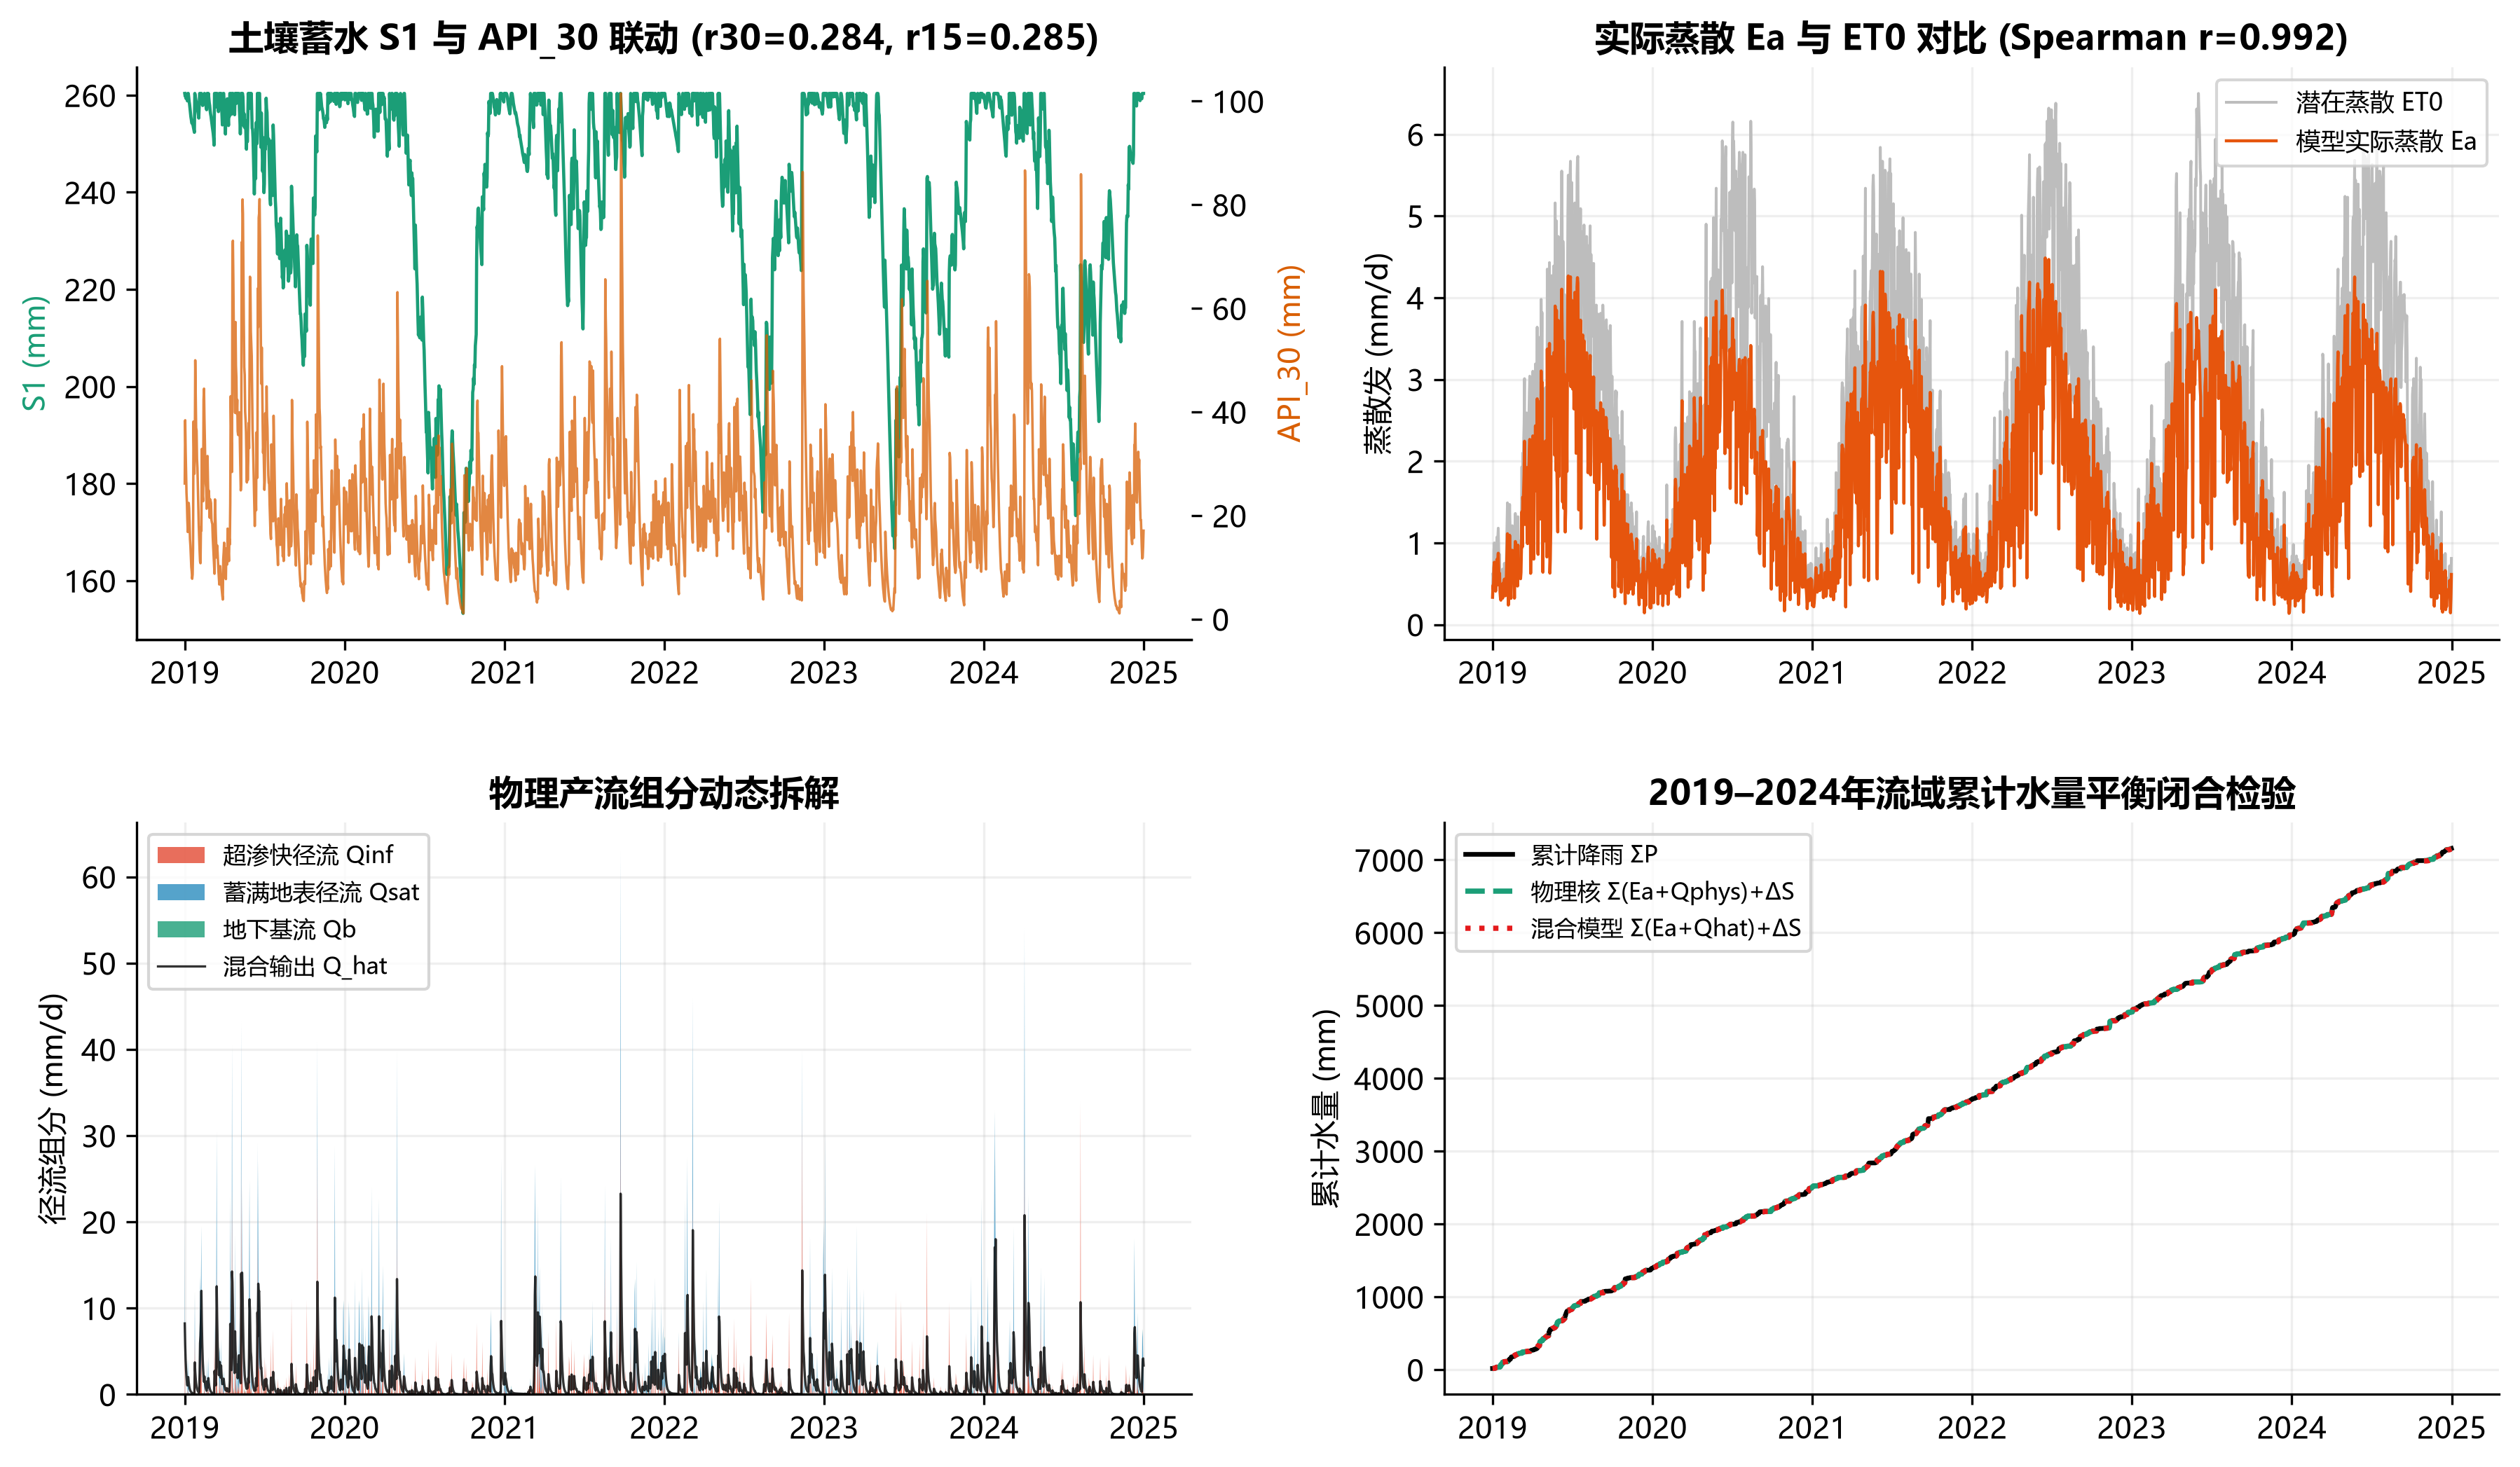 土壤蓄水 S1 与 API_30 联动 (r30=0.284, r15=0.285)
S1 (mm)
260
240
220
200
180
160
100
80
60
40
20
0
API_30 (mm)
2019 2020 2021 2022 2023 2024 2025
实际蒸散 Ea 与 ET0 对比 (Spearman r=0.992)
潜在蒸散 ET0
模型实际蒸散 Ea
蒸散发 (mm/d)
6
5
4
3
2
1
0
2019 2020 2021 2022 2023 2024 2025
物理产流组分动态拆解
超渗快径流 Qinf
蓄满地表径流 Qsat
地下基流 Qb
混合输出 Q_hat
径流组分 (mm/d)
60
50
40
30
20
10
0
2019 2020 2021 2022 2023 2024 2025
2019–2024年流域累计水量平衡闭合检验
累计降雨 ΣP
物理核 Σ(Ea+Qphys)+ΔS
混合模型 Σ(Ea+Qhat)+ΔS
累计水量 (mm)
7000
6000
5000
4000
3000
2000
1000
0
2019 2020 2021 2022 2023 2024 2025